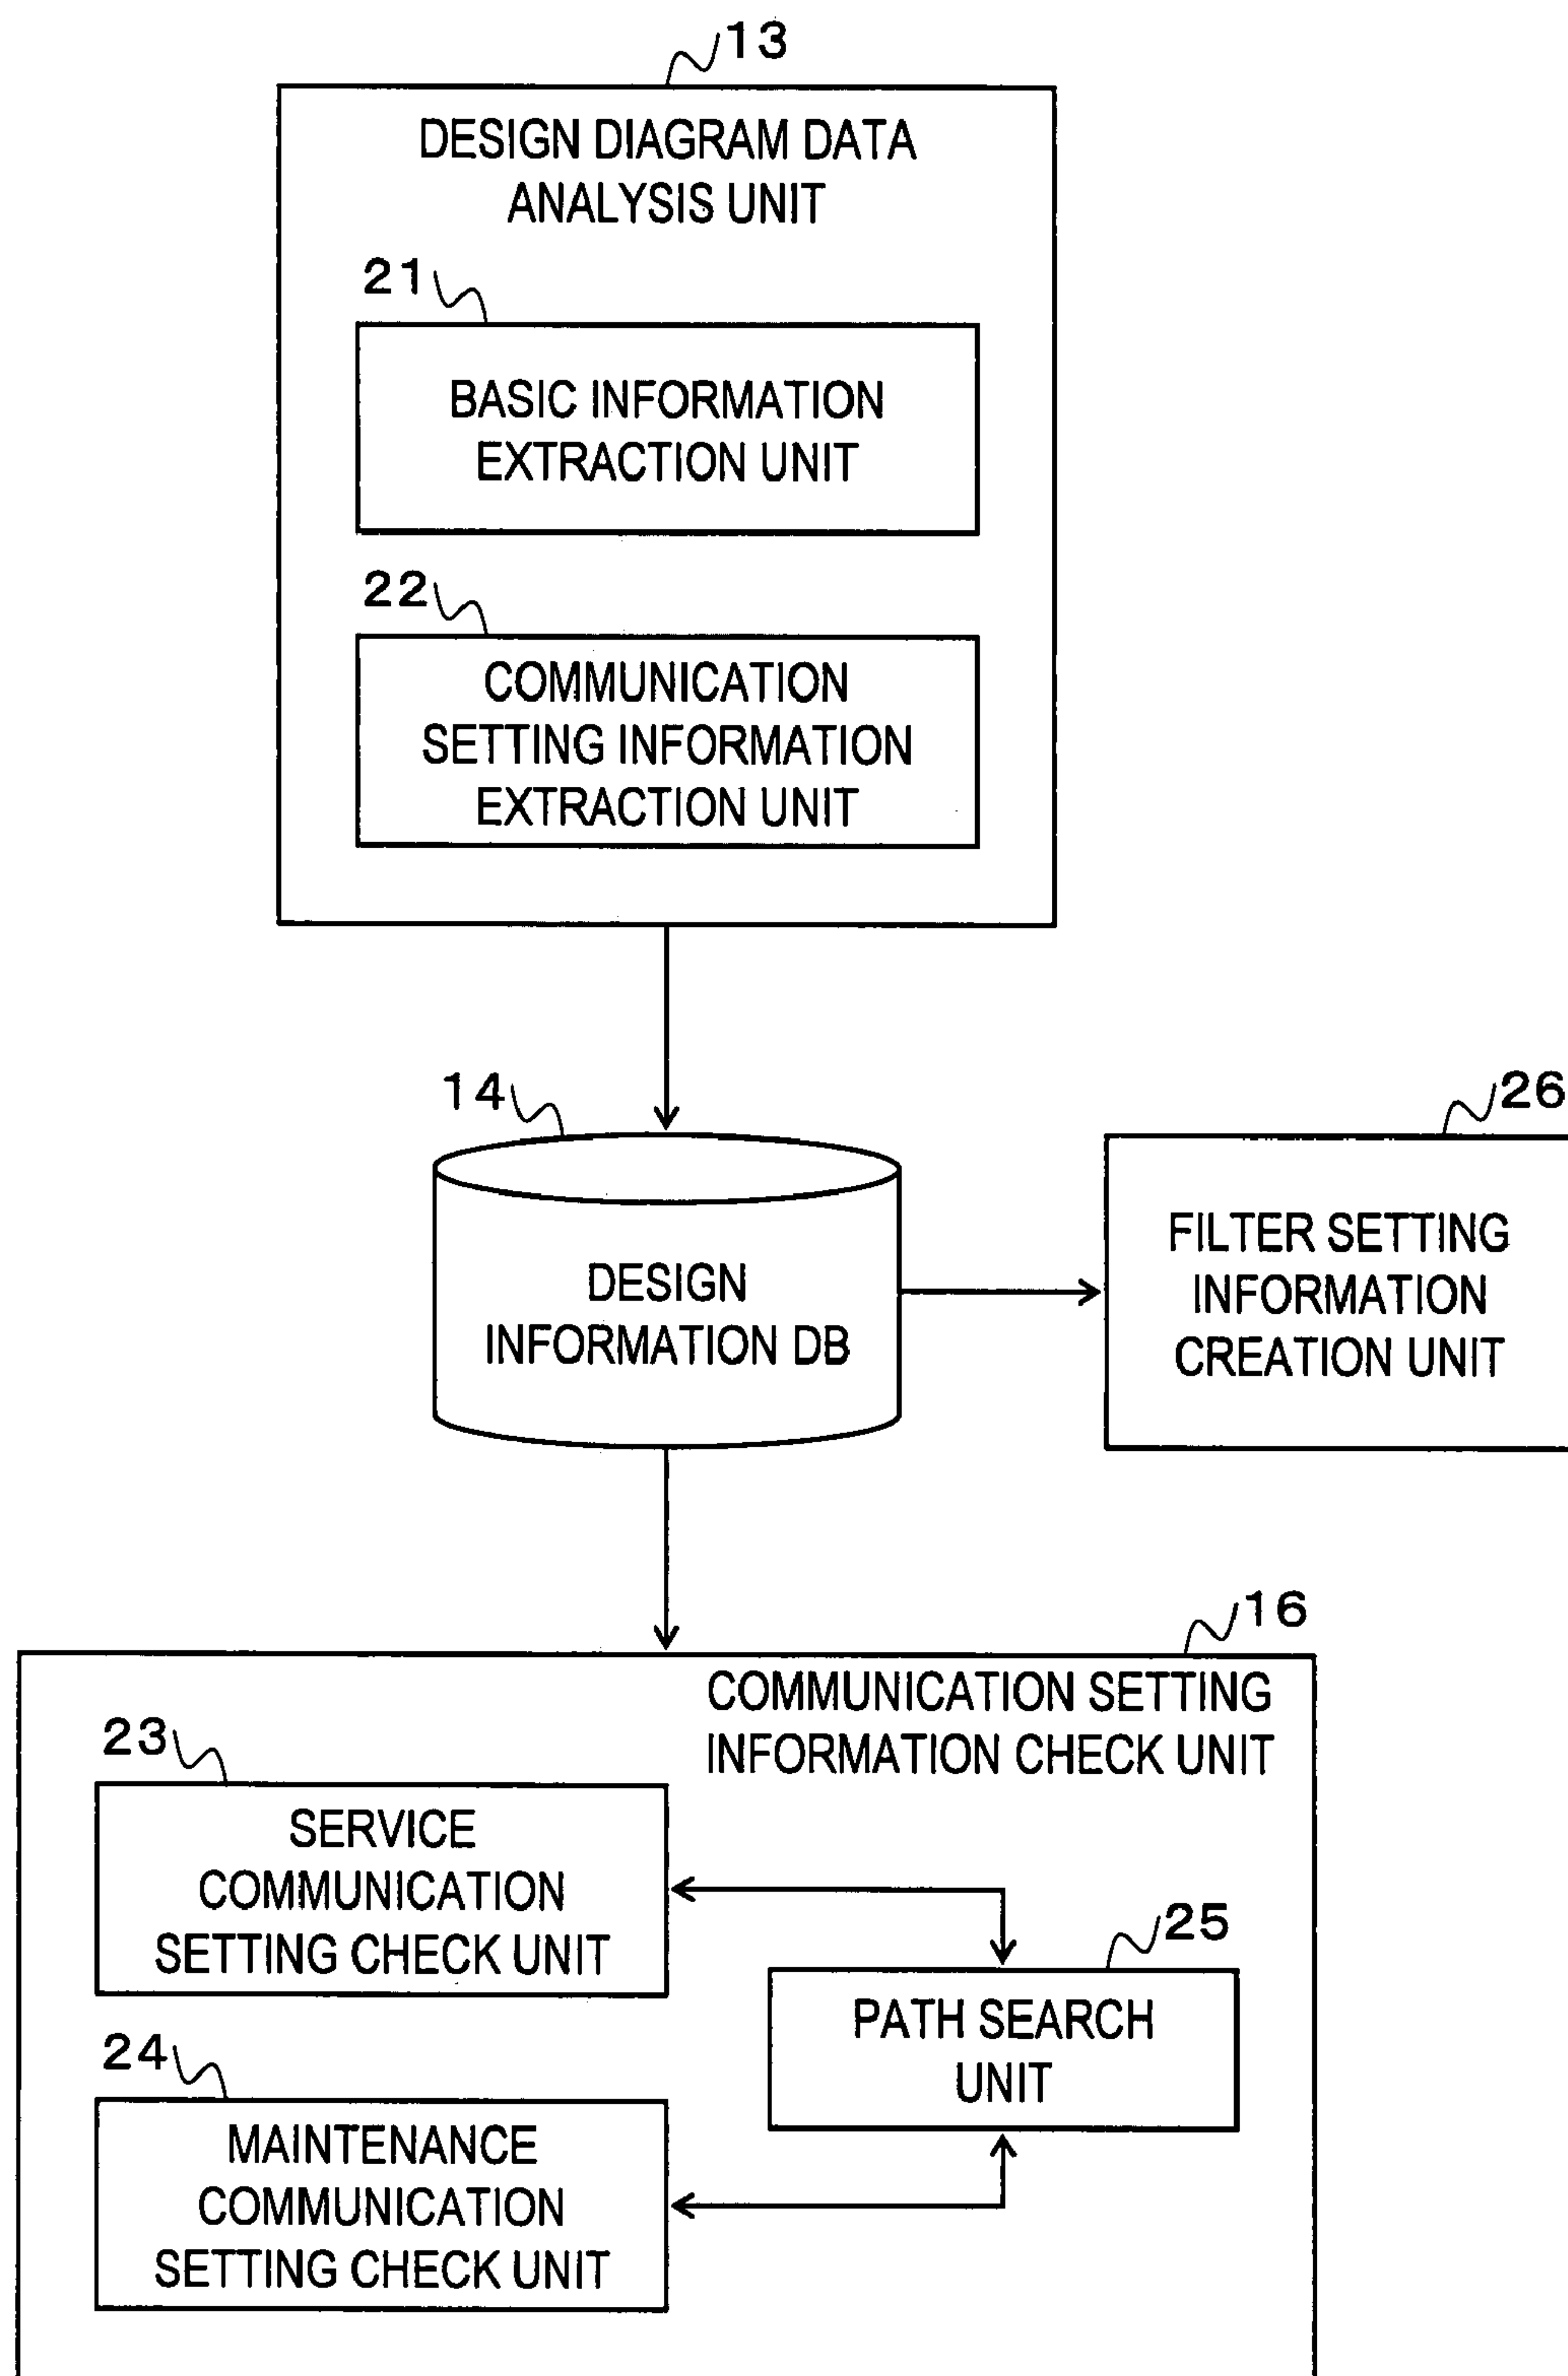 13
DESIGN DIAGRAM DATA
ANALYSIS UNIT
21
BASIC INFORMATION
EXTRACTION UNIT
22
COMMUNICATION
SETTING INFORMATION
EXTRACTION UNIT
14
DESIGN
INFORMATION DB
26
FILTER SETTING
INFORMATION
CREATION UNIT
16
COMMUNICATION SETTING
INFORMATION CHECK UNIT
23
SERVICE
COMMUNICATION
SETTING CHECK UNIT
25
PATH SEARCH
UNIT
24
MAINTENANCE
COMMUNICATION
SETTING CHECK UNIT